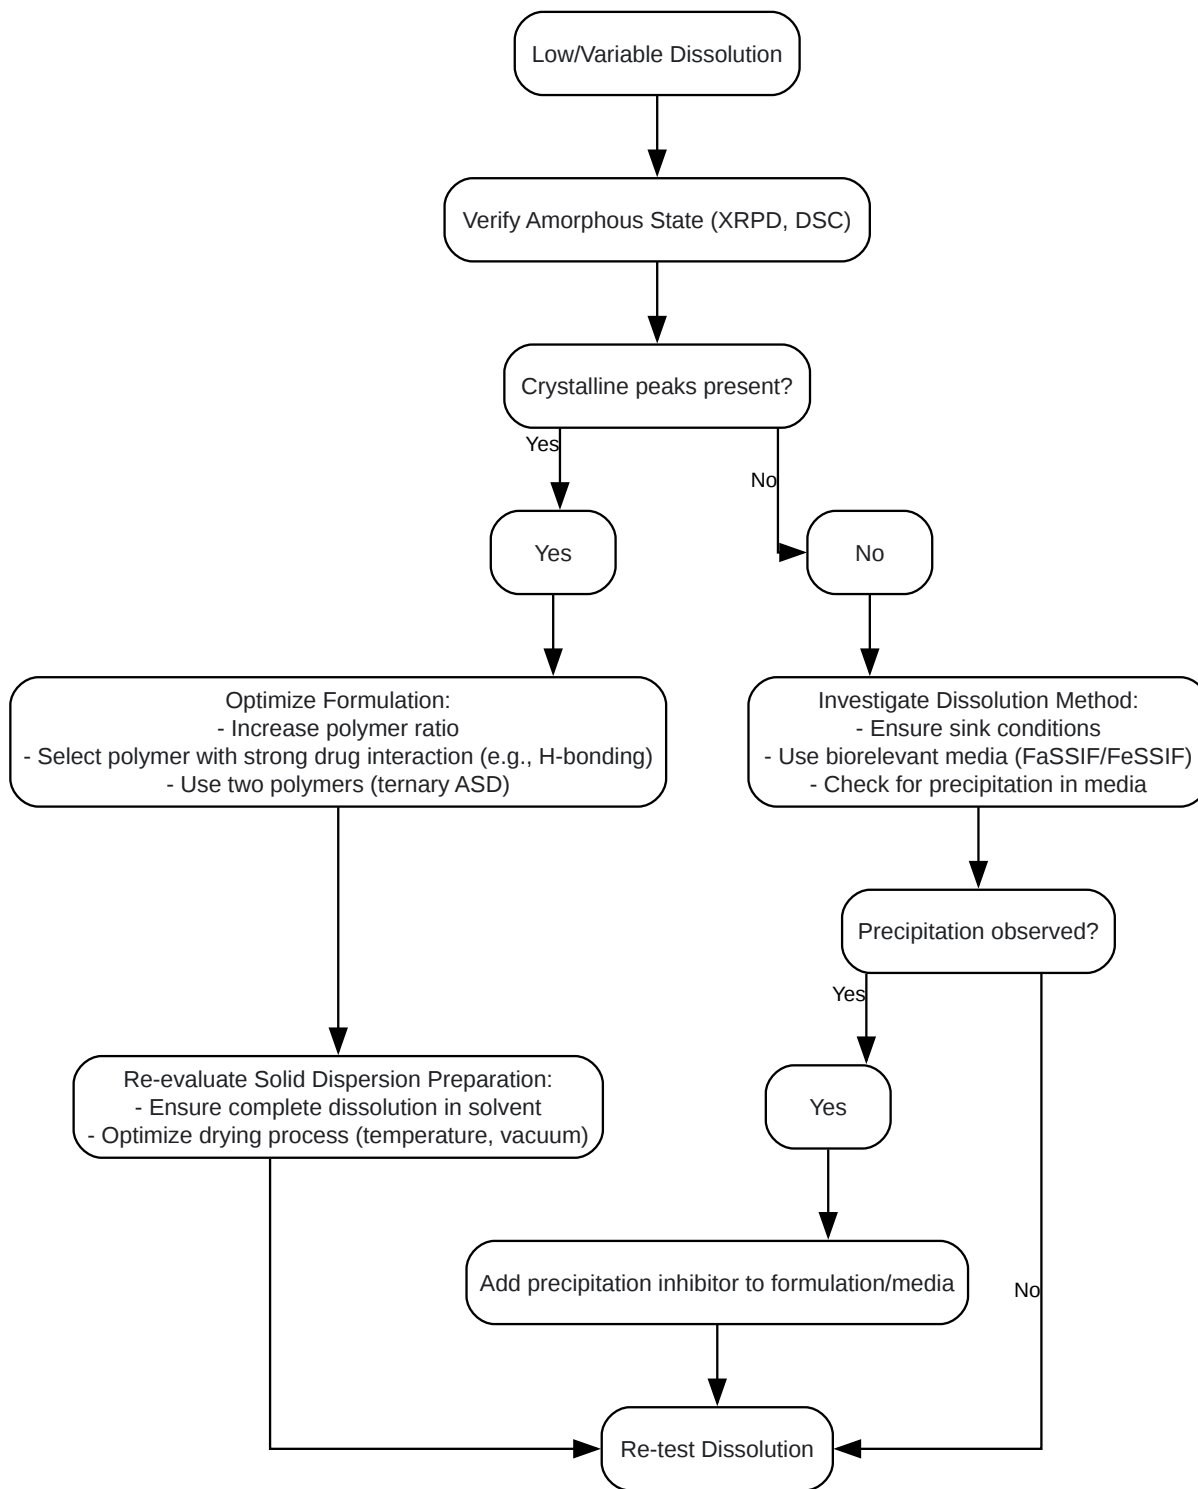 Low/Variable Dissolution
Verify Amorphous State (XRPD, DSC)
Crystalline peaks present?
Yes
No
Yes
No
Optimize Formulation:
- Increase polymer ratio
- Select polymer with strong drug interaction (e.g., H-bonding)
- Use two polymers (ternary ASD)
Investigate Dissolution Method:
- Ensure sink conditions
- Use biorelevant media (FaSSIF/FeSSIF)
- Check for precipitation in media
Precipitation observed?
Yes
Re-evaluate Solid Dispersion Preparation:
- Ensure complete dissolution in solvent
- Optimize drying process (temperature, vacuum)
Yes
Add precipitation inhibitor to formulation/media
No
Re-test Dissolution